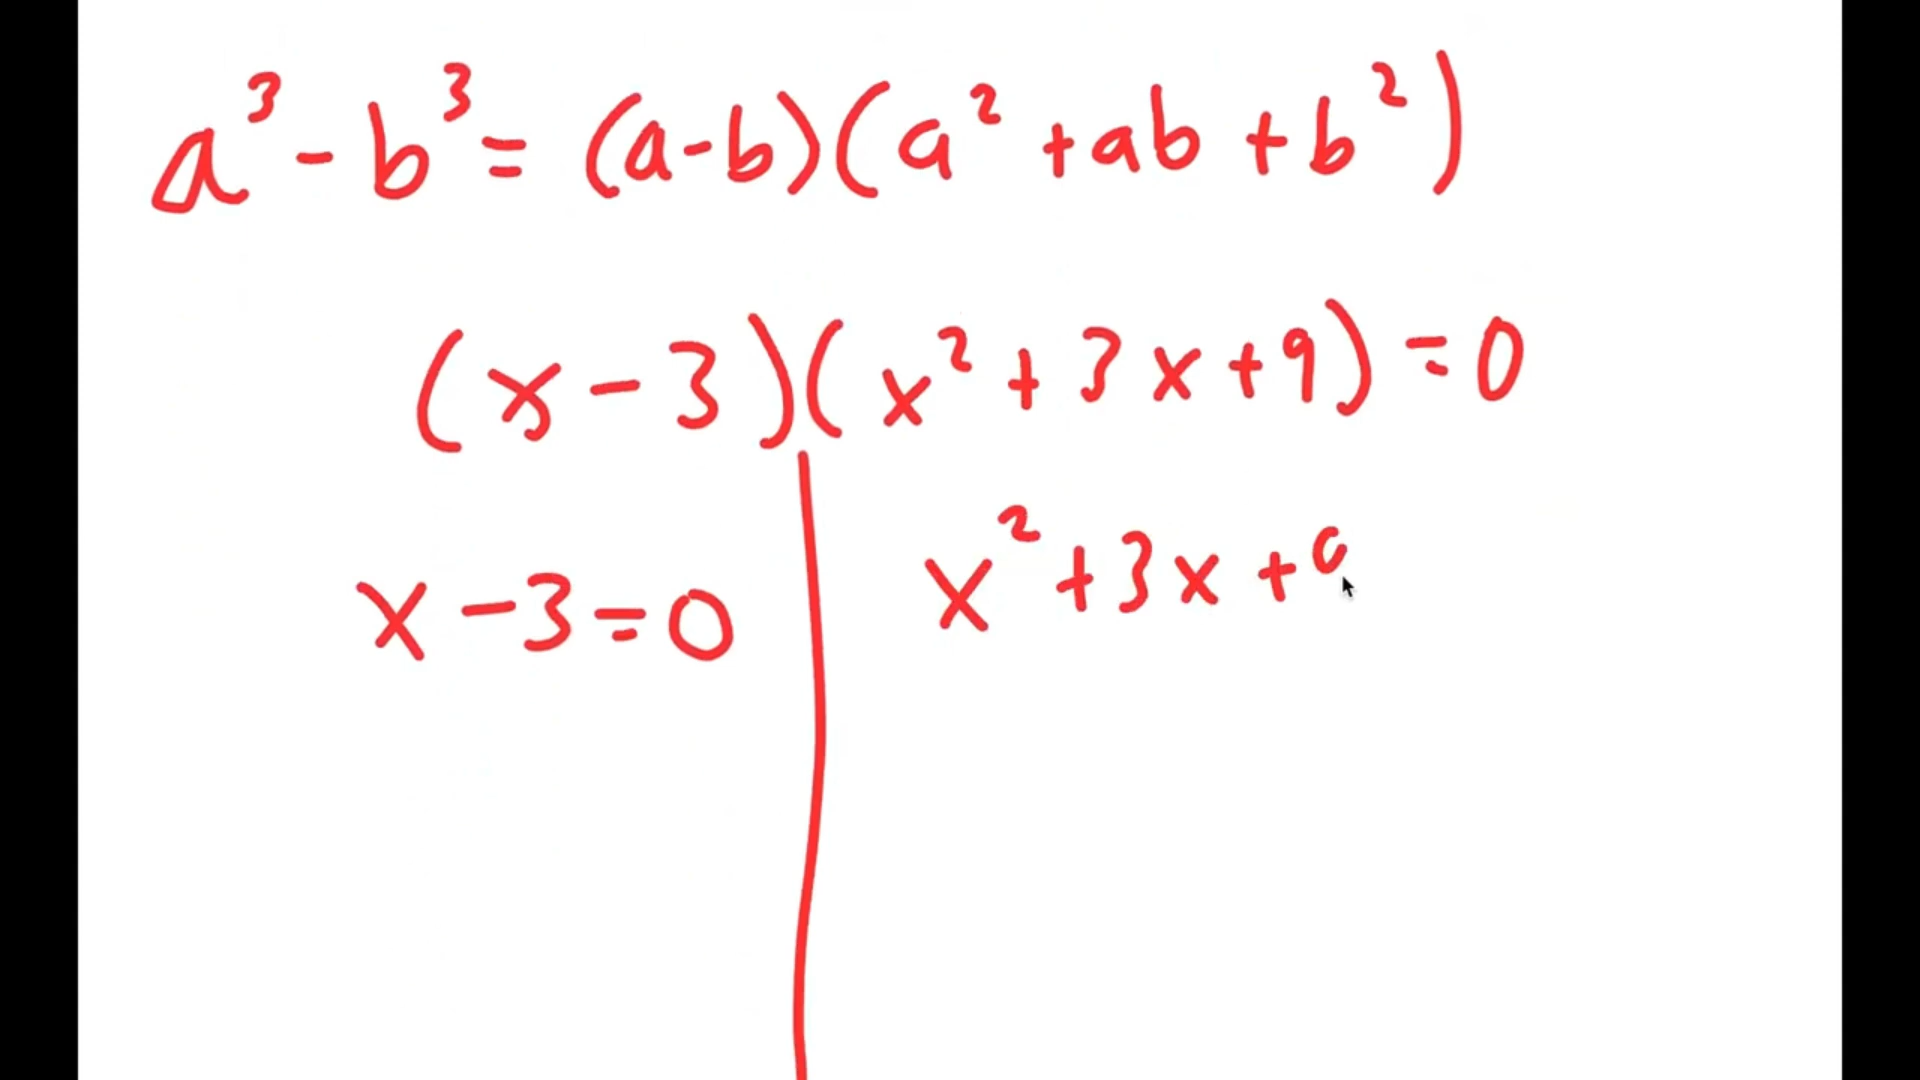 a³ - b³ = (a-b)(a² + ab + b²)
(x - 3)(x² + 3x + 9) = 0
x - 3 = 0
x² + 3x +